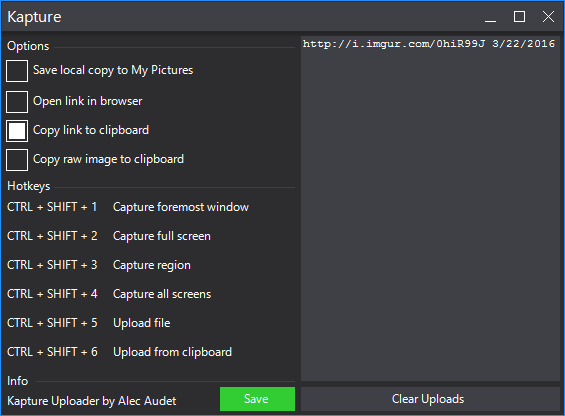 Kapture
Options
Save local copy to My Pictures
Open link in browser
Copy link to clipboard
Copy raw image to clipboard
Hotkeys
CTRL + SHIFT + 1 Capture foremost window
CTRL + SHIFT + 2 Capture full screen
CTRL + SHIFT + 3 Capture region
CTRL + SHIFT + 4 Capture all screens
CTRL + SHIFT + 5 Upload file
CTRL + SHIFT + 6 Upload from clipboard
Info
Kapture Uploader by Alec Audet
Save
http://i.imgur.com/0hiR99J 3/22/2016
Clear Uploads